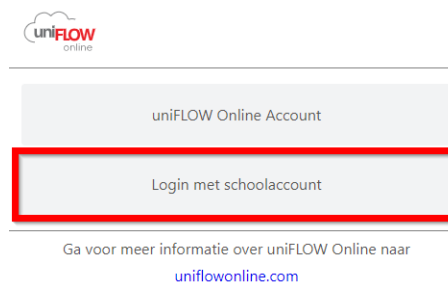 uniFLOW
online
uniFLOW Online Account
Login met schoolaccount
Ga voor meer informatie over uniFLOW Online naar
uniflowonline.com